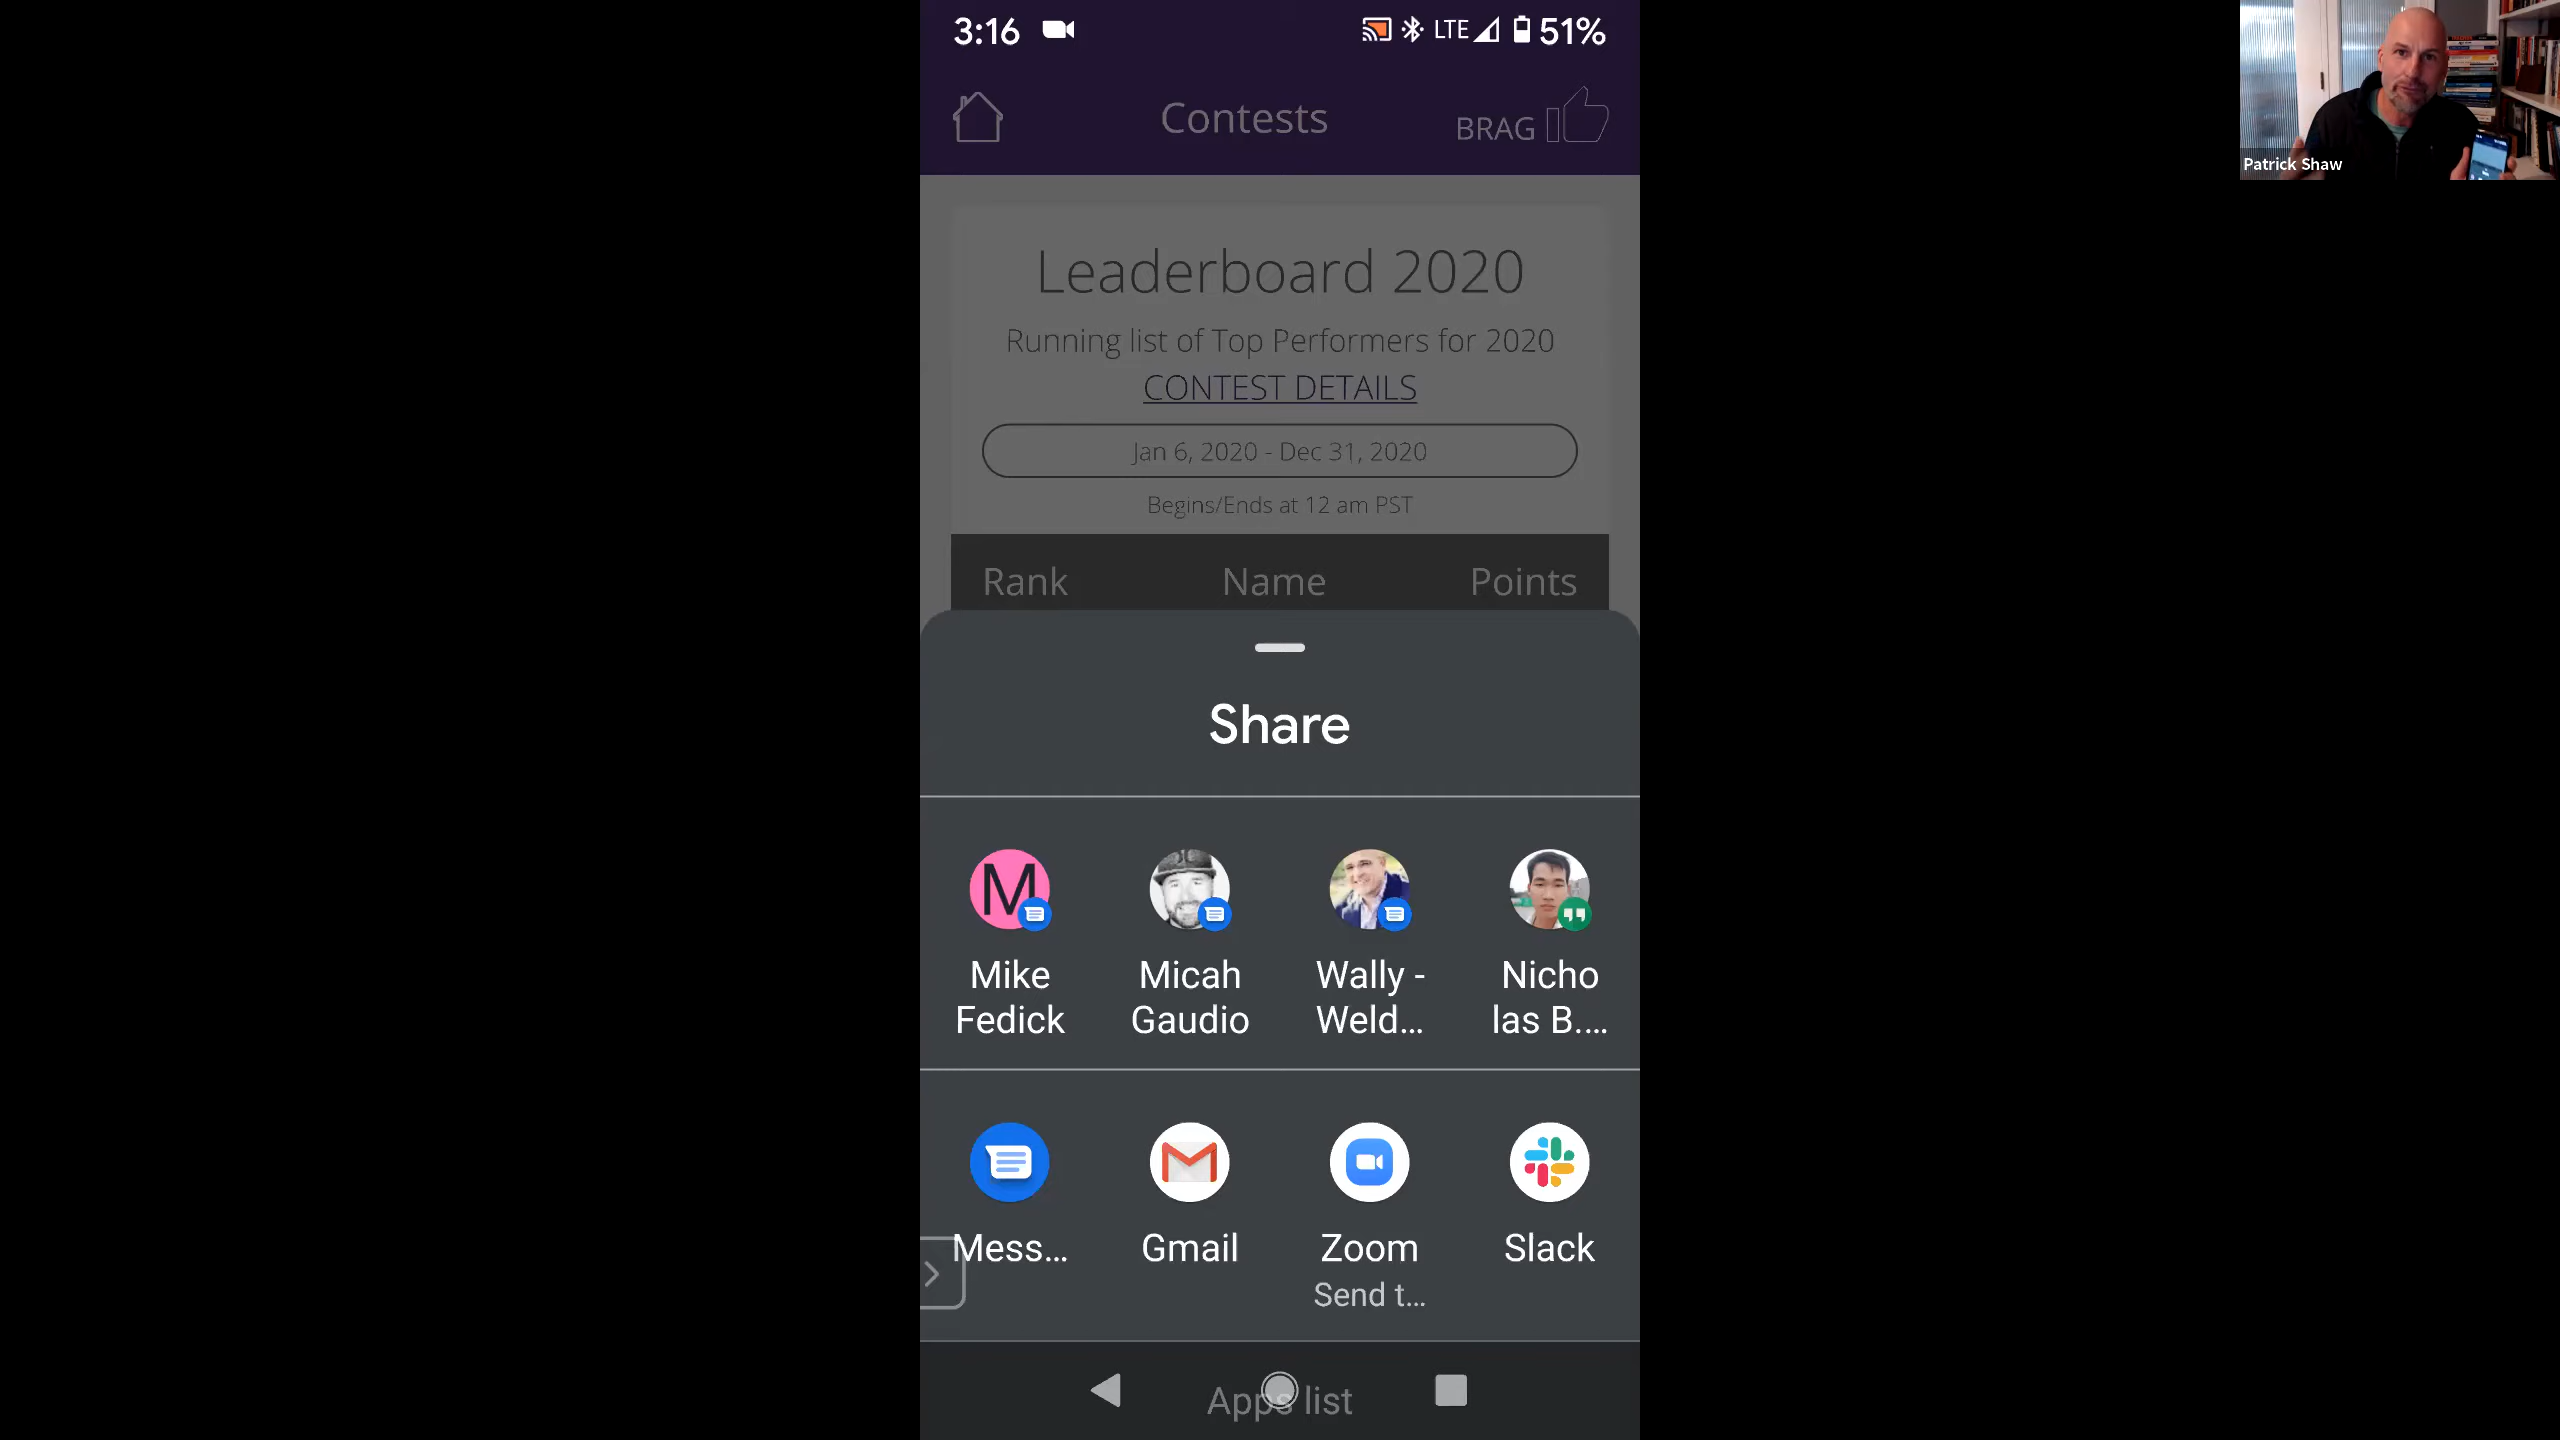 3:16
LTE
51%
Patrick Shaw
Contests
BRAG
Leaderboard 2020
Running list of Top Performers for 2020
CONTEST DETAILS
Jan 6, 2020 - Dec 31, 2020
Begins/Ends at 12 am PST
Rank Name Points
Share
M
Mike
Fedick
Micah
Gaudio
Wally -
Weld...
Nicho
las B....
Mess...
Gmail
Zoom
Send t...
Slack
Apps list